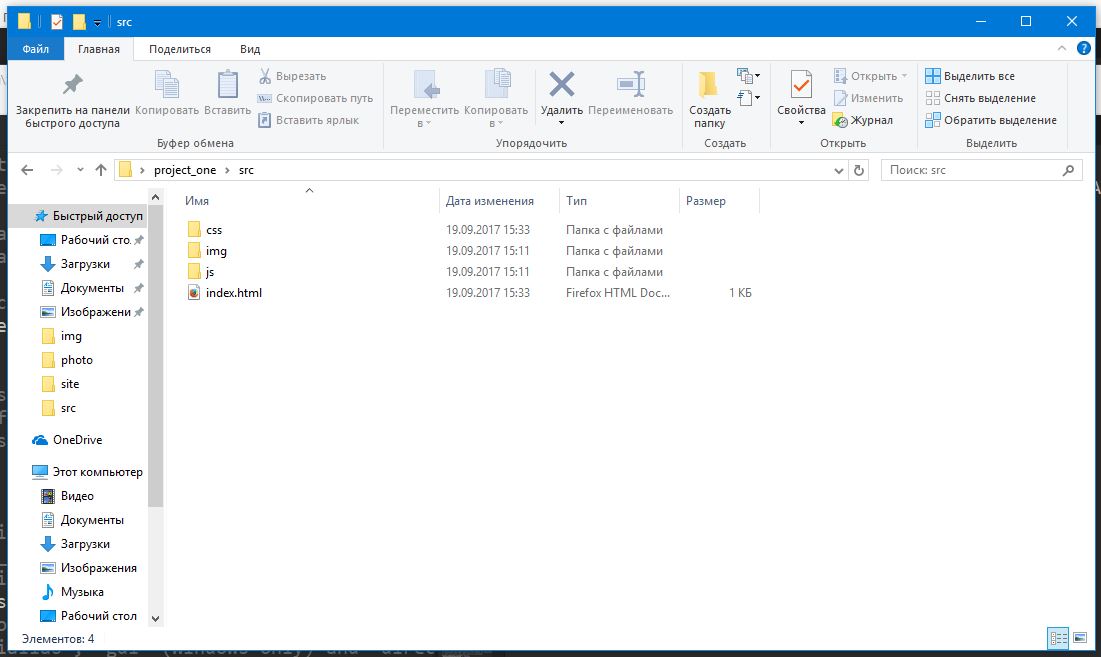 src
Файл
Главная
Поделиться
Вид
Закрепить на панели
быстрого доступа
Копировать
Вставить
Вырезать
Скопировать путь
Вставить ярлык
Буфер обмена
Переместить
в
Копировать
в
Удалить
Переименовать
Упорядочить
Создать
папку
Создать
Свойства
Открыть
Изменить
Журнал
Открыть
Выделить все
Снять выделение
Обратить выделение
Выделить
project_one › src
Поиск: src
Имя Дата изменения Тип Размер
css 19.09.2017 15:33 Папка с файлами
img 19.09.2017 15:11 Папка с файлами
js 19.09.2017 15:11 Папка с файлами
index.html 19.09.2017 15:33 Firefox HTML Doc... 1 КБ
Быстрый доступ
Рабочий сто.
Загрузки
Документы
Изображени
img
photo
site
src
OneDrive
Этот компьютер
Видео
Документы
Загрузки
Изображения
Музыка
Рабочий стол
Элементов: 4